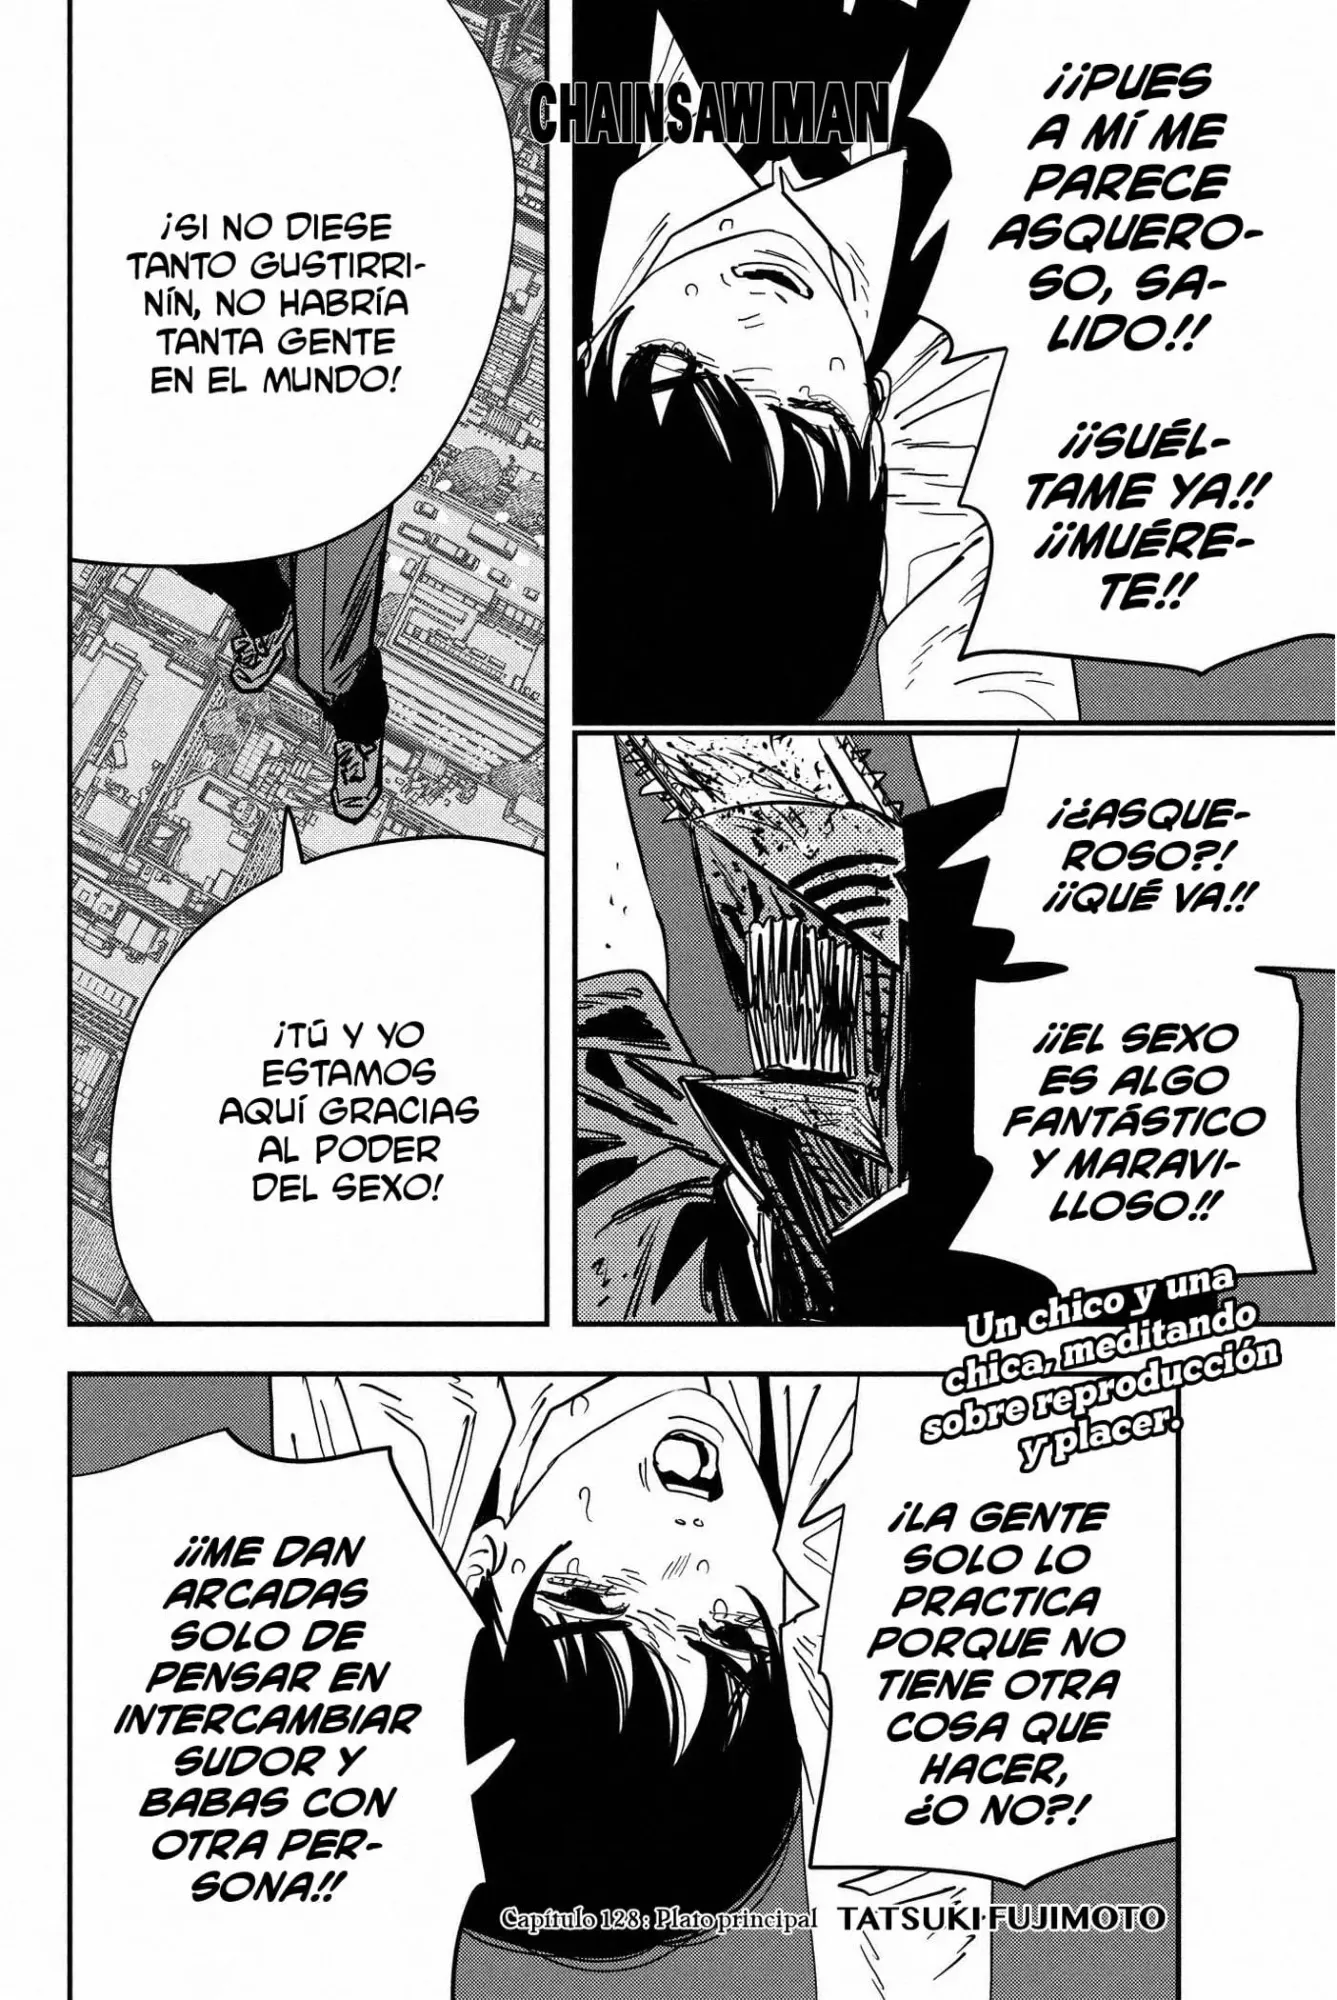 CHAINSAW MAN
¡¡PUES
A MÍ ME
PARECE
ASQUERO-
SO, SA-
LIDO!!
¡¡SUÉL-
TAME YA!!
¡¡MUÉRE-
TE!!
¡¿ASQUE-
ROSO?!
¡¡QUÉ VA!!
¡¡EL SEXO
ES ALGO
FANTÁSTICO
Y MARAVI-
LLOSO!!
Un chico y una
chica, meditando
sobre reproducción
y placer.
¡SI NO DIESE
TANTO GUSTIRRI-
NÍN, NO HABRÍA
TANTA GENTE
EN EL MUNDO!
¡TÚ Y YO
ESTAMOS
AQUÍ GRACIAS
AL PODER
DEL SEXO!
¡LA GENTE
SOLO LO
PRACTICA
PORQUE NO
TIENE OTRA
COSA QUE
HACER,
¿O NO?!
¡¡ME DAN
ARCADAS
SOLO DE
PENSAR EN
INTERCAMBIAR
SUDOR Y
BABAS CON
OTRA PER-
SONA!!
Capítulo 128: Plato principal TATSUKI FUJIMOTO